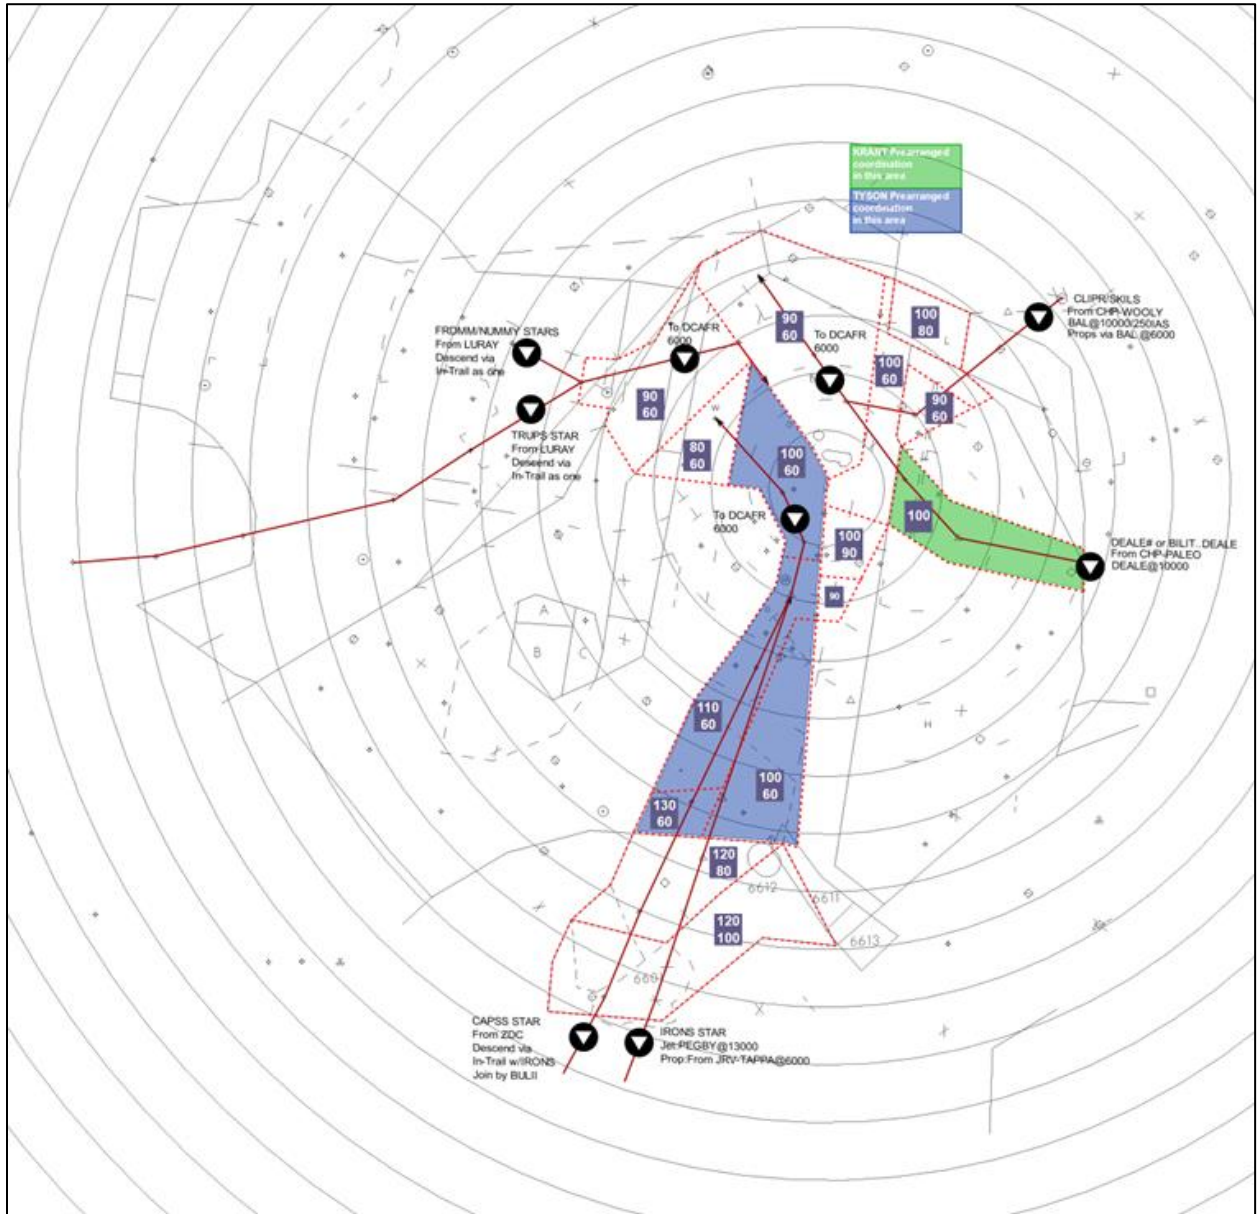 KRANT Prearranged
coordination
in this area
TYSON Prearranged
coordination
in this area
CLIPR/SKILS
From CHP-WOOLY
BAL@10000/250IAS
Props via BAL @6000
100
80
90
60
To DCAFR
6000
To DCAFR
6000
FROMM/NUMMY STARS
From LURAY
Descend via
In-Trail as one
100
60
90
60
90
60
TRUPS STAR
From LURAY
Descend via
In-Trail as one
80
60
100
60
W
To DCAFR
6000
100
100
90
90
DEALE# or BILIT..DEALE
From CHP-PALEO
DEALE@10000
A
B
C
110
60
H
100
60
130
60
120
80
6612
6611
120
100
6613
660
CAPSS STAR
From ZDC
Descend via
In-Trail w/IRONS
Join by BULII
IRONS STAR
Jet:PEGBY@13000
Prop:From JRV-TAPPA@6000